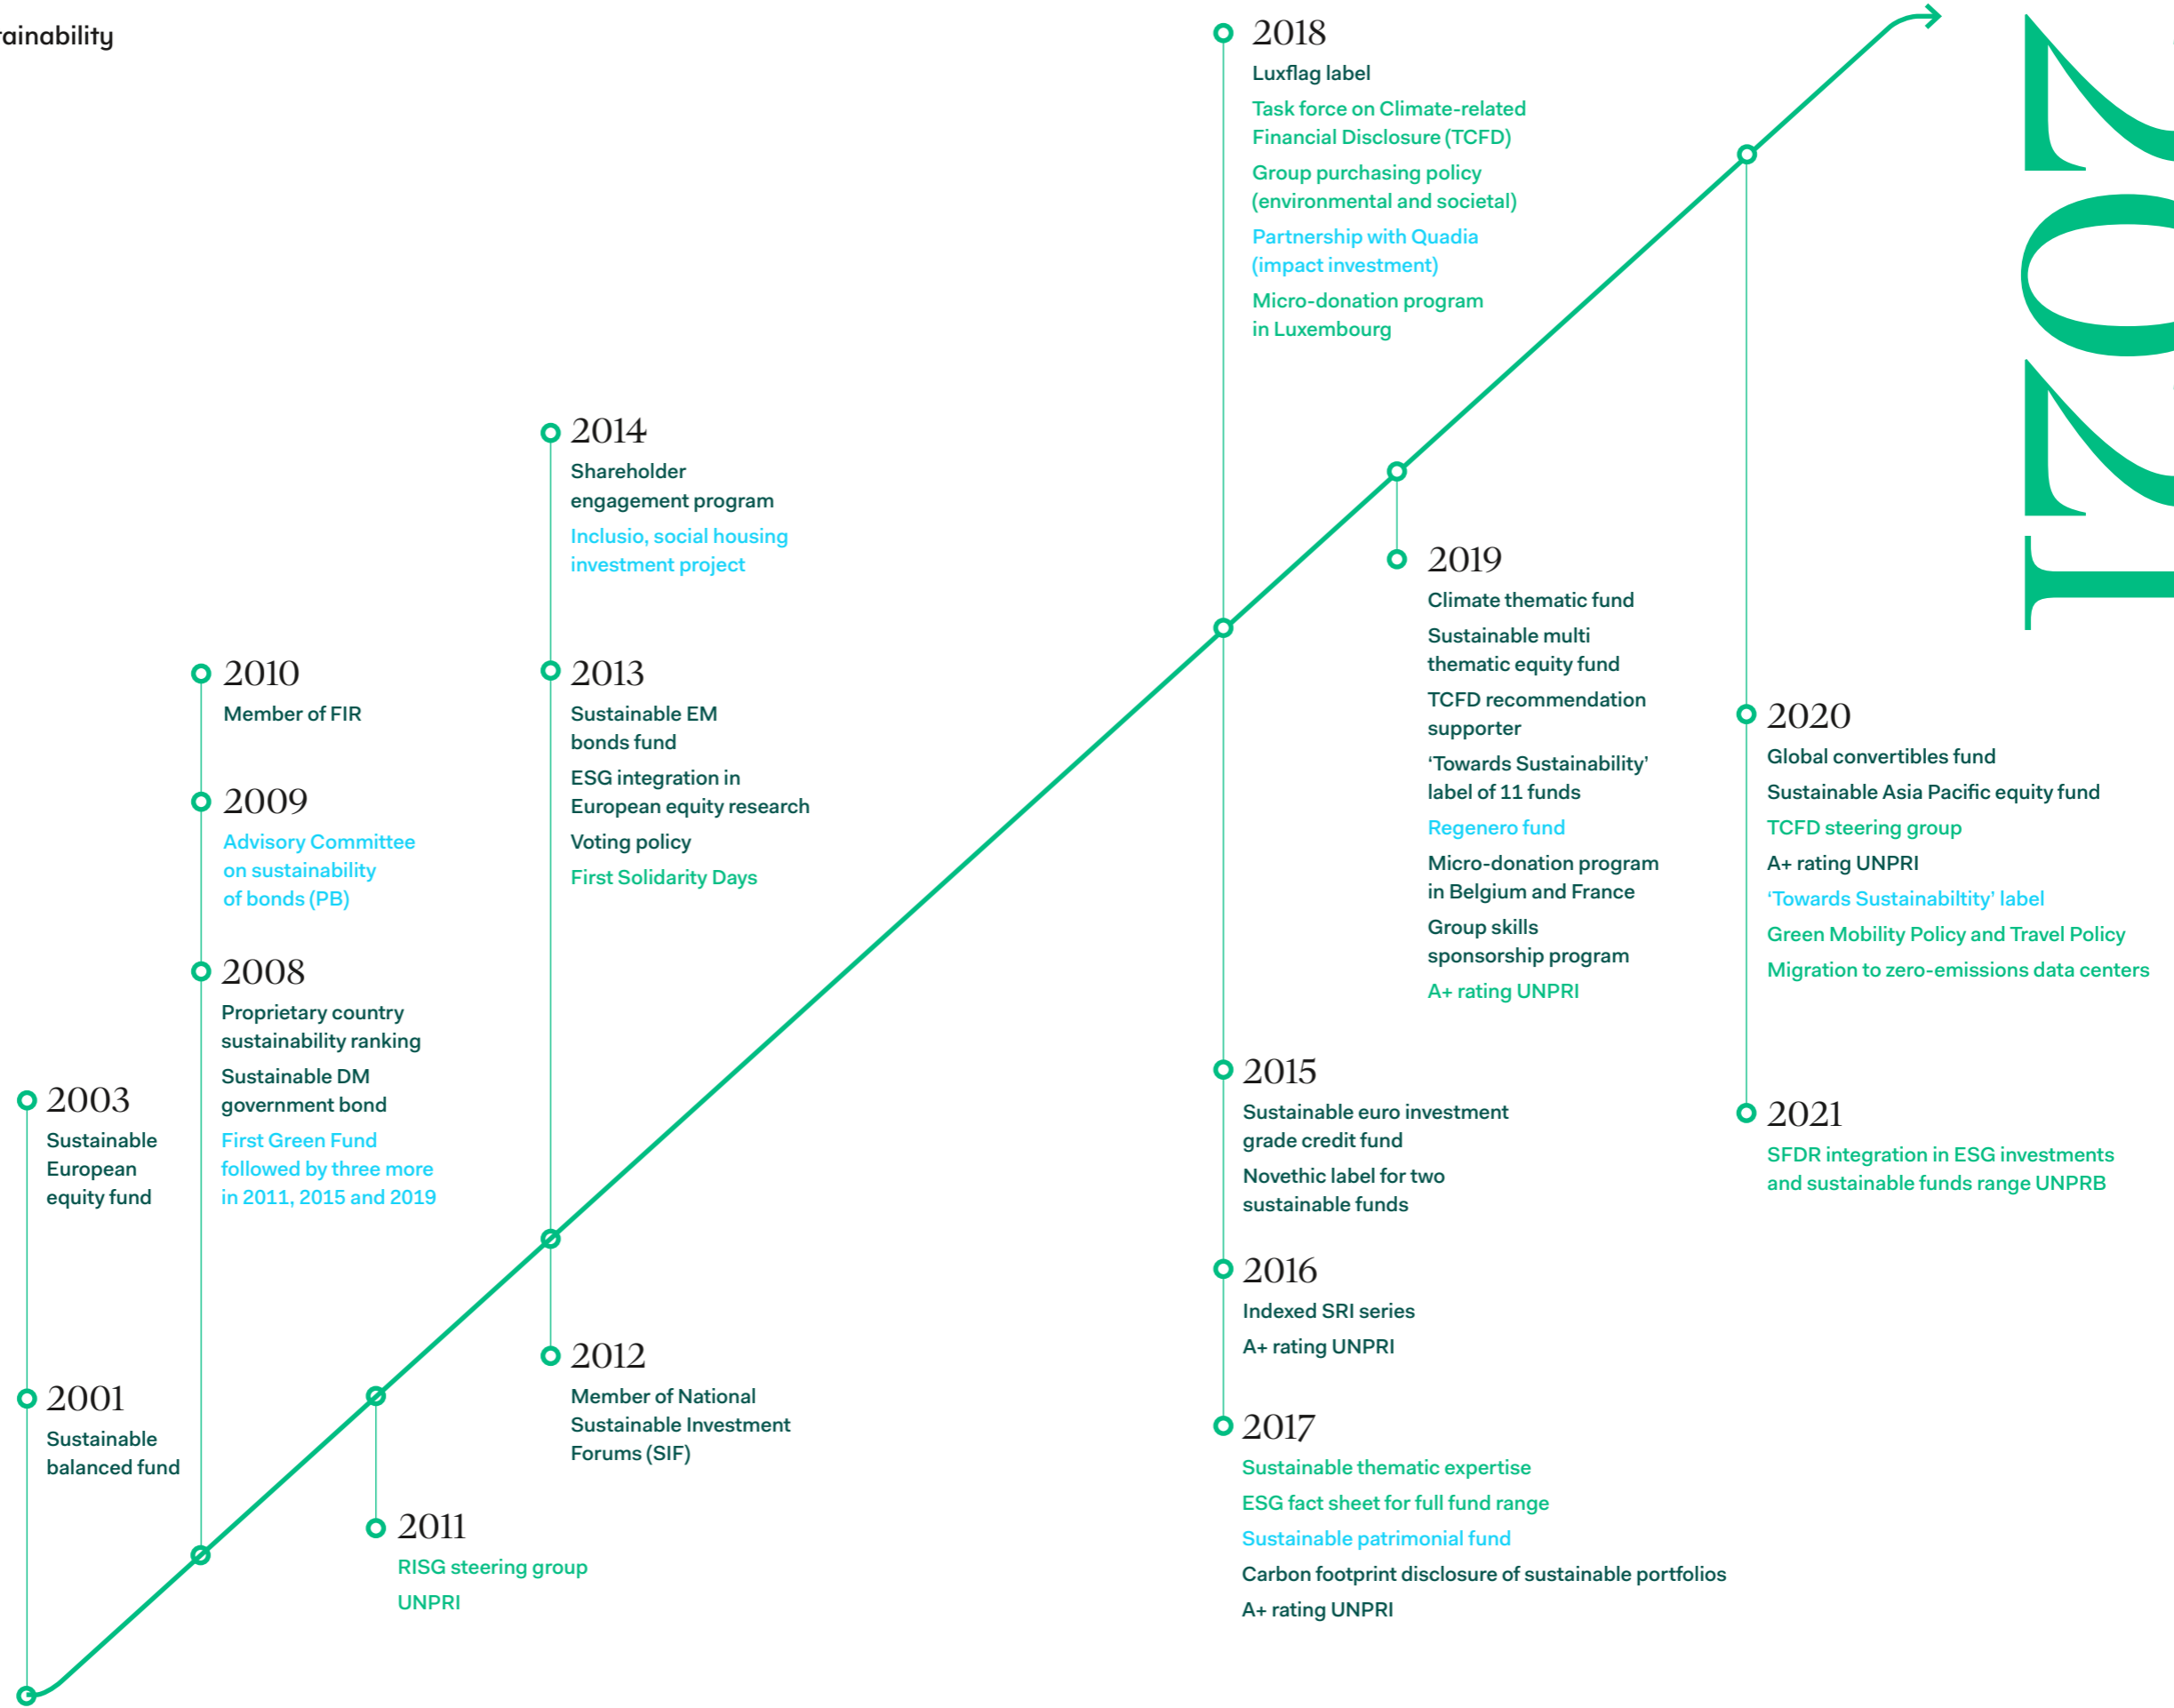 2018
Luxflag label
Task force on Climate-related
Financial Disclosure (TCFD)
Group purchasing policy
(environmental and societal)
Partnership with Quadia
(impact investment)
Micro-donation program
in Luxembourg
2014
Shareholder
engagement program
Inclusio, social housing
investment project
2019
Climate thematic fund
Sustainable multi
thematic equity fund
TCFD recommendation
supporter
‘Towards Sustainability’
label of 11 funds
Regenero fund
Micro-donation program
in Belgium and France
Group skills
sponsorship program
A+ rating UNPRI
2010
Member of FIR
2013
Sustainable EM
bonds fund
ESG integration in
European equity research
Voting policy
First Solidarity Days
2020
Global convertibles fund
Sustainable Asia Pacific equity fund
TCFD steering group
A+ rating UNPRI
‘Towards Sustainabiltity’ label
Green Mobility Policy and Travel Policy
Migration to zero-emissions data centers
2009
Advisory Committee
on sustainability
of bonds (PB)
2008
Proprietary country
sustainability ranking
Sustainable DM
government bond
First Green Fund
followed by three more
in 2011, 2015 and 2019
2003
Sustainable
European
equity fund
2015
Sustainable euro investment
grade credit fund
Novethic label for two
sustainable funds
2021
SFDR integration in ESG investments
and sustainable funds range UNPRB
2016
Indexed SRI series
A+ rating UNPRI
2012
Member of National
Sustainable Investment
Forums (SIF)
2001
Sustainable
balanced fund
2017
Sustainable thematic expertise
ESG fact sheet for full fund range
Sustainable patrimonial fund
Carbon footprint disclosure of sustainable portfolios
A+ rating UNPRI
2011
RISG steering group
UNPRI